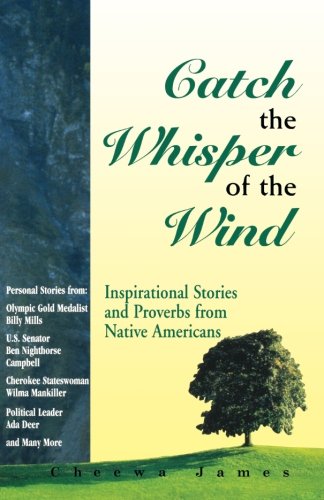 Catch
the
Whisper
of the
Wind
Inspirational Stories
and Proverbs from
Native Americans
Personal Stories from:
Olympic Gold Medalist
Billy Mills
U.S. Senator
Ben Nighthorse
Campbell
Cherokee Stateswoman
Wilma Mankiller
Political Leader
Ada Deer
and Many More
Cheewa James